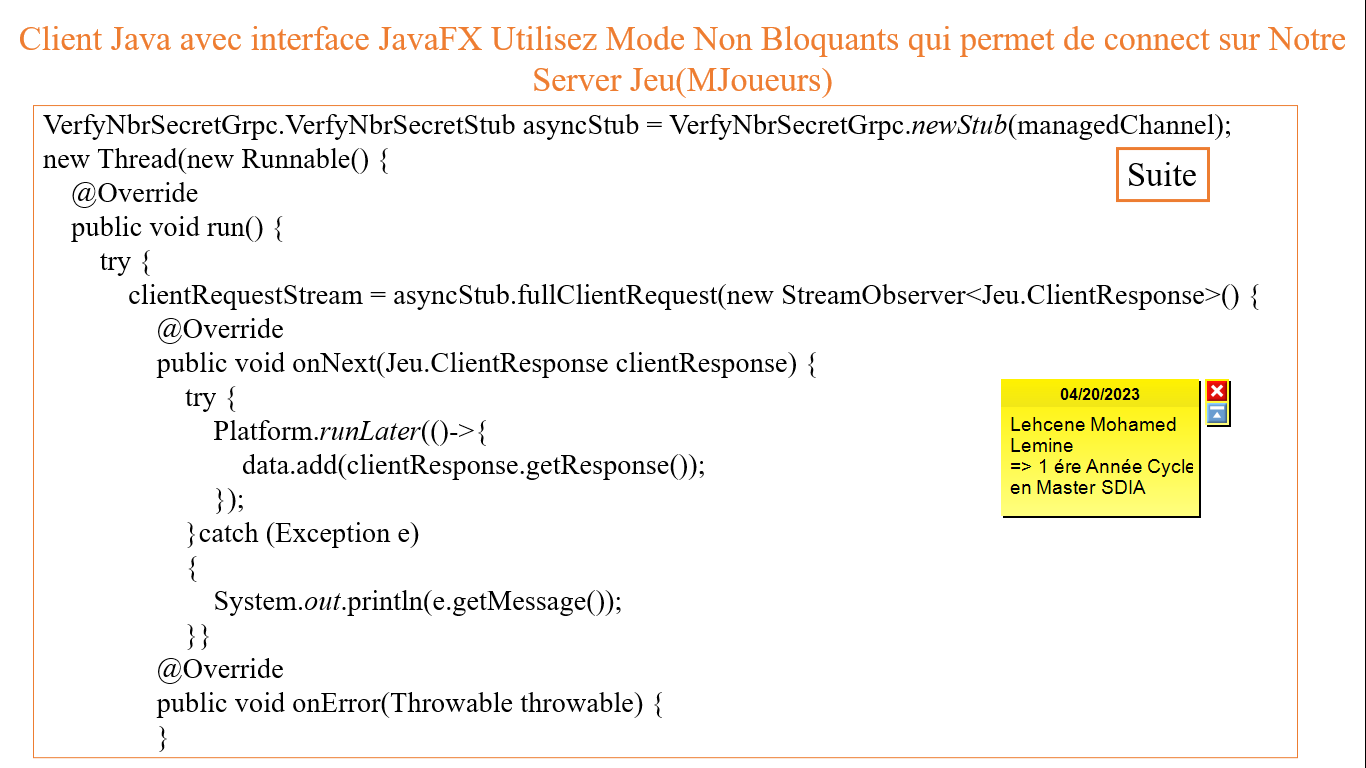 Client Java avec interface JavaFX Utilisez Mode Non Bloquants qui permet de connect sur Notre
Server Jeu(MJoueurs)
VerfyNbrSecretGrpc.VerfyNbrSecretStub asyncStub = VerfyNbrSecretGrpc.newStub(managedChannel);
new Thread(new Runnable() {
@Override
public void run() {
try {
clientRequestStream = asyncStub.fullClientRequest(new StreamObserver<Jeu.ClientResponse>() {
@Override
public void onNext(Jeu.ClientResponse clientResponse) {
try {
Platform.runLater(()->{
data.add(clientResponse.getResponse());
});
}catch (Exception e)
{
System.out.println(e.getMessage());
}}
@Override
public void onError(Throwable throwable) {
}
Suite
04/20/2023
Lehcene Mohamed
Lemine
=> 1 ére Année Cycle
en Master SDIA